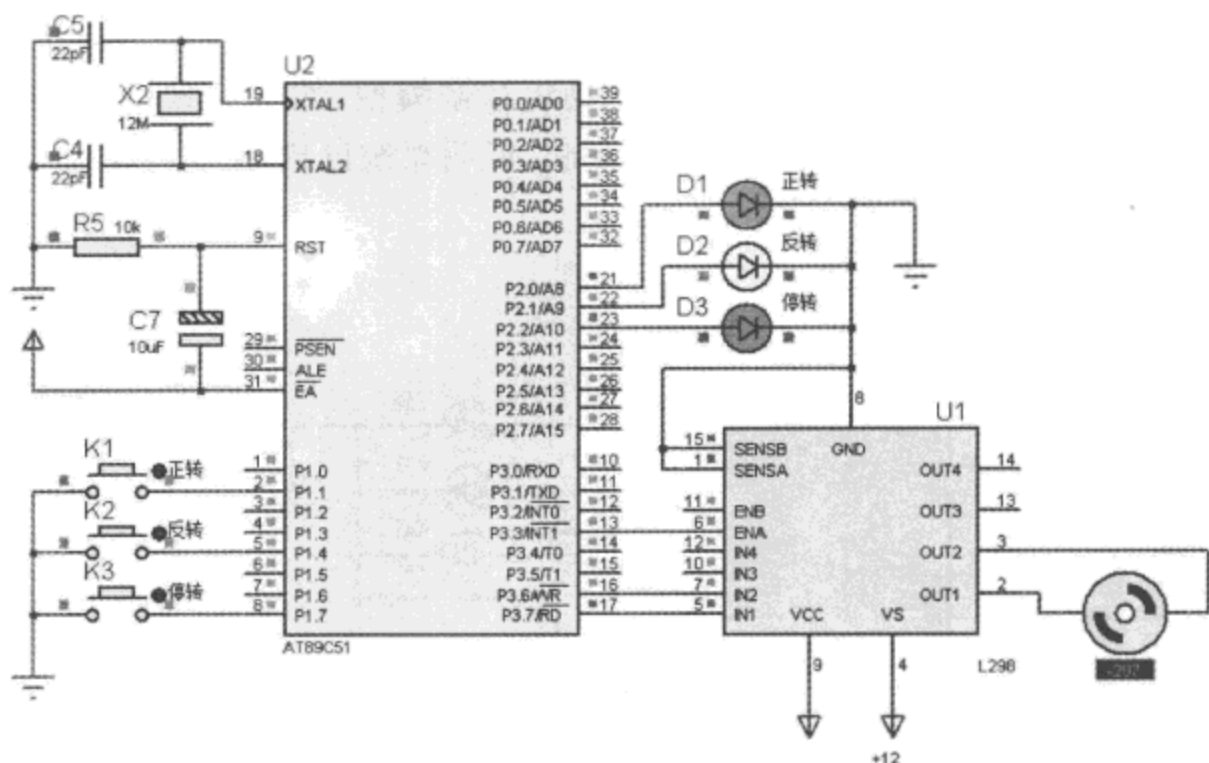 C5
22pF
X2
12M
C4
22pF
R5
10k
C7
10uF
U2
19
XTAL1
18
XTAL2
9
RST
29
PSEN
30
ALE
31
EA
1
P1.0
2
P1.1
3
P1.2
4
P1.3
5
P1.4
6
P1.5
7
P1.6
8
P1.7
P0.0/AD0
39
P0.1/AD1
38
P0.2/AD2
37
P0.3/AD3
36
P0.4/AD4
35
P0.5/AD5
34
P0.6/AD6
33
P0.7/AD7
32
P2.0/A8
21
P2.1/A9
22
P2.2/A10
23
P2.3/A11
24
P2.4/A12
25
P2.5/A13
26
P2.6/A14
27
P2.7/A15
28
P3.0/RXD
10
P3.1/TXD
11
P3.2/INT0
12
P3.3/INT1
13
P3.4/T0
14
P3.5/T1
15
P3.6/WR
16
P3.7/RD
17
AT89C51
K1
正转
K2
反转
K3
停转
D1
正转
D2
反转
D3
停转
U1
15
SENSB
1
SENSA
GND
11
ENB
6
ENA
12
IN4
10
IN3
7
IN2
5
IN1
VCC
9
VS
4
OUT4
14
OUT3
13
OUT2
3
OUT1
2
L298
+12